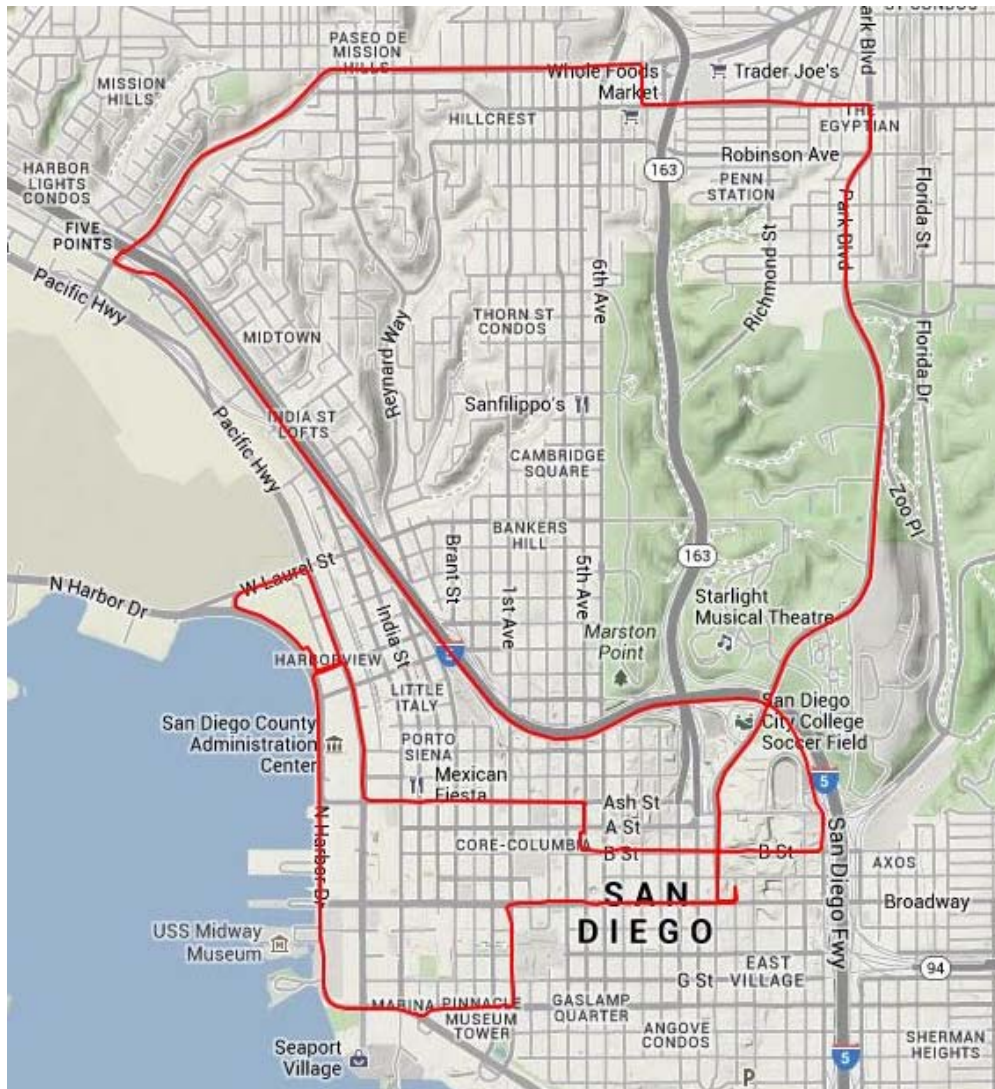 PASEO DE
MISSION
HILLS
Park Blvd
MISSION
HILLS
Whole Foods
Market
Trader Joe's
HILLCREST
THE
EGYPTIAN
HARBOR
LIGHTS
CONDOS
163
Robinson Ave
PENN
STATION
Florida St
FIVE
POINTS
Park Blvd
Richmond St
Pacific Hwy
6th Ave
THORN ST
CONDOS
MIDTOWN
Reynard Way
Florida Dr
Sanfilippo's
INDIA ST
LOFTS
Pacific Hwy
CAMBRIDGE
SQUARE
Zoo Pl
BANKERS
HILL
163
W Laurel St
N Harbor Dr
Brant St
1st Ave
5th Ave
Starlight
Musical Theatre
India St
Marston
Point
HARBORVIEW
5
LITTLE
ITALY
San Diego
City College
Soccer Field
San Diego County
Administration
Center
PORTO
SIENA
Mexican
Fiesta
5
Ash St
A St
N Harbor Dr
CORE-COLUMBIA
B St
B St
San Diego Fwy
AXOS
SAN
DIEGO
Broadway
USS Midway
Museum
EAST
VILLAGE
G St
94
MARINA
PINNACLE
MUSEUM
TOWER
GASLAMP
QUARTER
ANGOVE
CONDOS
SHERMAN
HEIGHTS
Seaport
Village
5
P